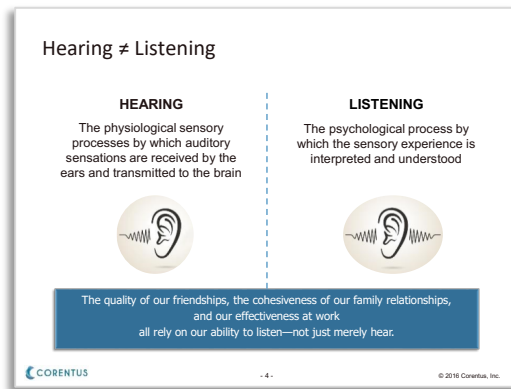 Hearing ≠ Listening
HEARING
The physiological sensory
processes by which auditory
sensations are received by the
ears and transmitted to the brain
LISTENING
The psychological process by
which the sensory experience is
interpreted and understood
The quality of our friendships, the cohesiveness of our family relationships,
and our effectiveness at work
all rely on our ability to listen—not just merely hear.
CORENTUS
- 4 -
© 2016 Corentus, Inc.